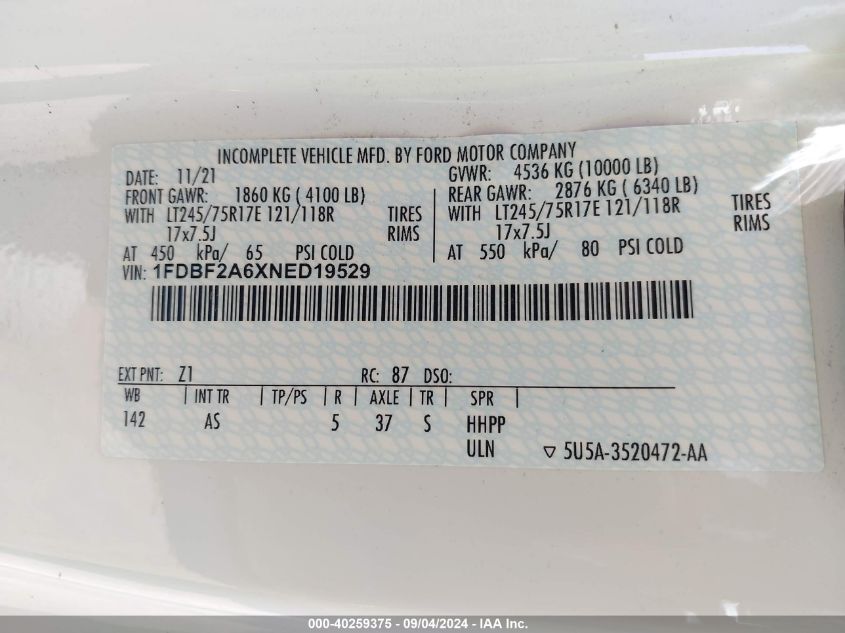 INCOMPLETE VEHICLE MFD. BY FORD MOTOR COMPANY
DATE: 11/21 GVWR: 4536 KG (10000 LB)
FRONT GAWR: 1860 KG ( 4100 LB) REAR GAWR: 2876 KG ( 6340 LB)
WITH LT245/75R17E 121/118R TIRES WITH LT245/75R17E 121/118R TIRES
17x7.5J RIMS 17x7.5J RIMS
AT 450 kPa/ 65 PSI COLD AT 550 kPa/ 80 PSI COLD
VIN: 1FDBF2A6XNED19529
EXT PNT: Z1 RC: 87 DSO:
WB | INT TR | TP/PS | R | AXLE | TR | SPR |
142 AS 5 37 S HHPP
ULN ▽ 5U5A-3520472-AA
000-40259375 - 09/04/2024 - IAA Inc.